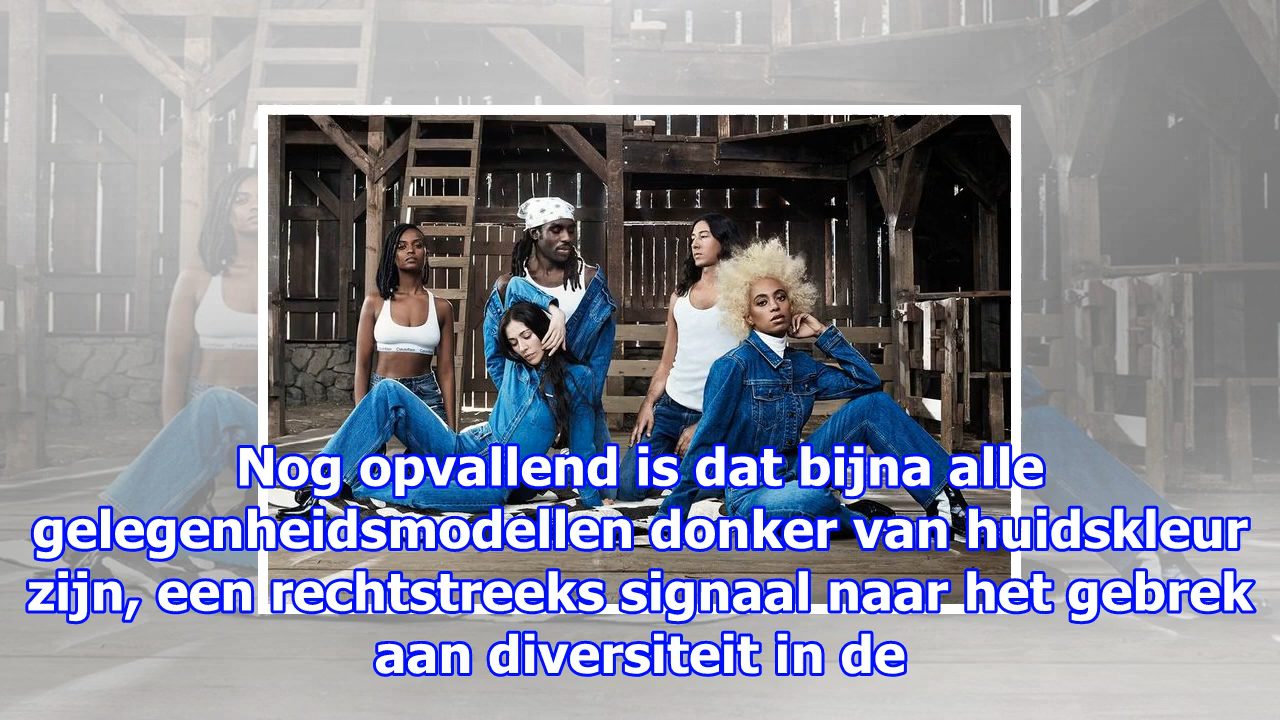 Nog opvallend is dat bijna alle
gelegenheidsmodellen donker van huidskleur
zijn, een rechtstreeks signaal naar het gebrek
aan diversiteit in de